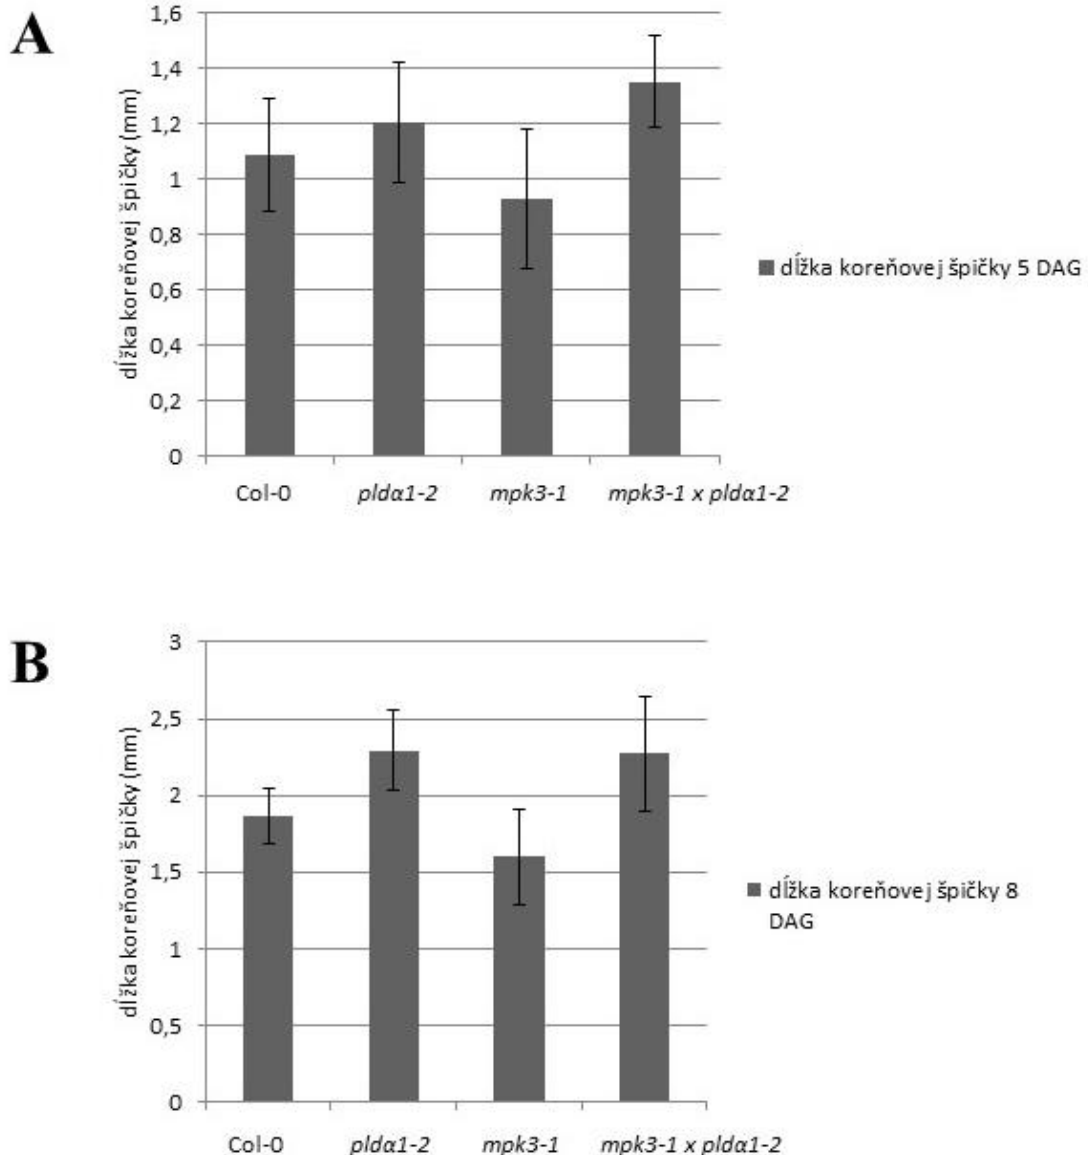 A
dĺžka koreňovej špičky (mm)
1,6
1,4
1,2
1
0,8
0,6
0,4
0,2
0
Col-0
pldα1-2
mpk3-1
mpk3-1 x pldα1-2
dĺžka koreňovej špičky 5 DAG
B
dĺžka koreňovej špičky (mm)
3
2,5
2
1,5
1
0,5
0
Col-0
pldα1-2
mpk3-1
mpk3-1 x pldα1-2
dĺžka koreňovej špičky 8
DAG